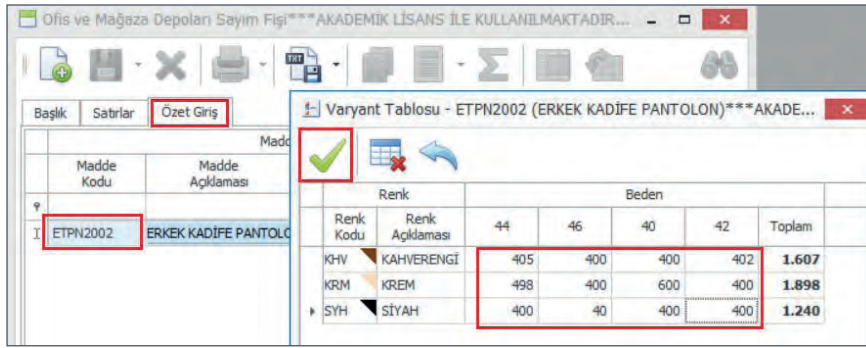 Ofis ve Mağaza Depoları Sayım Fişi***AKADEMİK LİSANS İLE KULLANILMAKTADIR...
TXT
Başlık Satırlar Özet Giriş
Madde Kodu
Madde Açıklaması
ETPN2002 ERKEK KADİFE PANTOLO
Varyant Tablosu - ETPN2002 (ERKEK KADİFE PANTOLON)***AKADE...
Renk Beden
Renk Kodu Renk Açıklaması 44 46 40 42 Toplam
KHV KAHVERENGİ 405 400 400 402 1.607
KRM KREM 498 400 600 400 1.898
SYH SİYAH 400 40 400 400 1.240